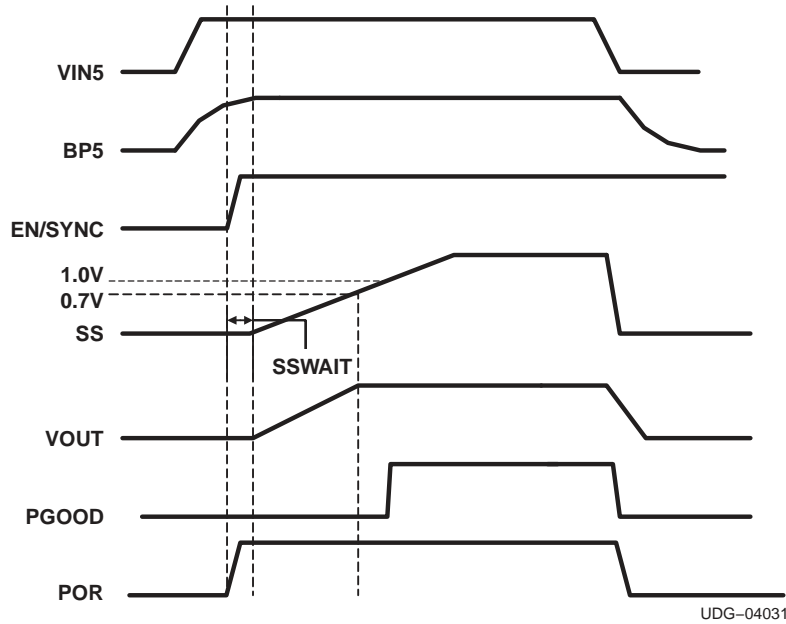 VIN5
BP5
EN/SYNC
1.0V
0.7V
SS
SSWAIT
VOUT
PGOOD
POR
UDG–04031